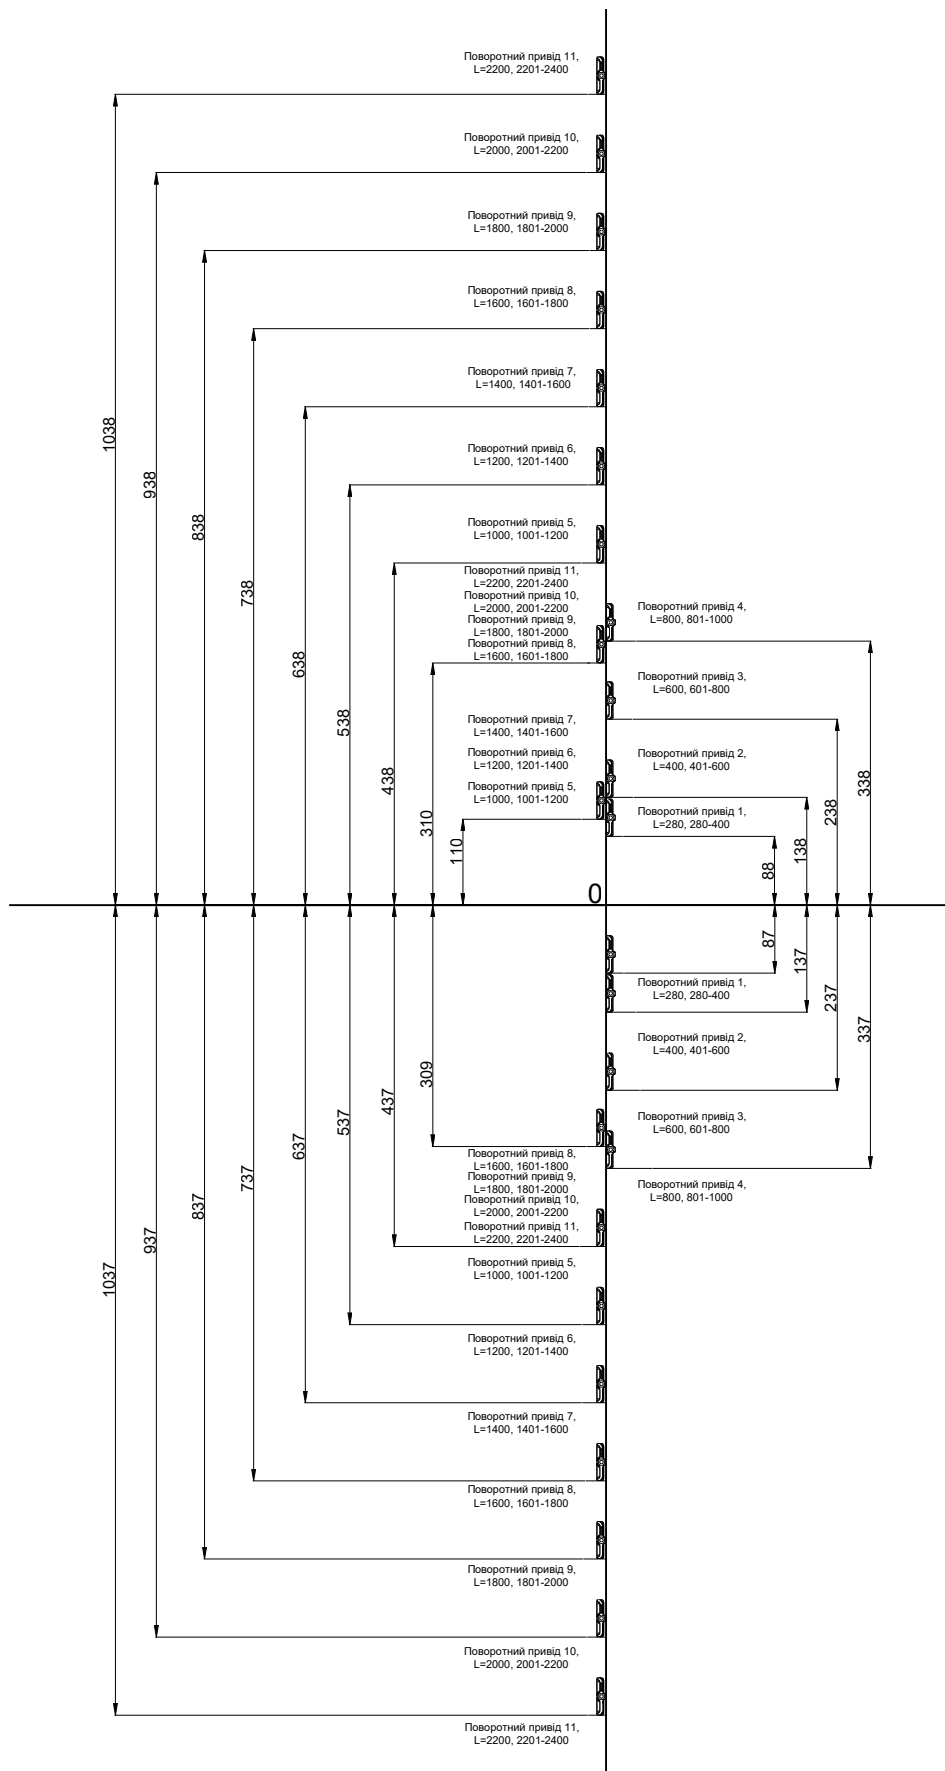 Поворотний привід 11,
L=2200, 2201-2400
Поворотний привід 10,
L=2000, 2001-2200
Поворотний привід 9,
L=1800, 1801-2000
Поворотний привід 8,
L=1600, 1601-1800
Поворотний привід 7,
L=1400, 1401-1600
Поворотний привід 6,
L=1200, 1201-1400
Поворотний привід 5,
L=1000, 1001-1200
Поворотний привід 11,
L=2200, 2201-2400
Поворотний привід 10,
L=2000, 2001-2200
Поворотний привід 9,
L=1800, 1801-2000
Поворотний привід 8,
L=1600, 1601-1800
Поворотний привід 7,
L=1400, 1401-1600
Поворотний привід 6,
L=1200, 1201-1400
Поворотний привід 5,
L=1000, 1001-1200
1038
938
838
738
638
538
438
310
110
Поворотний привід 4,
L=800, 801-1000
Поворотний привід 3,
L=600, 601-800
Поворотний привід 2,
L=400, 401-600
Поворотний привід 1,
L=280, 280-400
88
138
238
338
0
87
137
237
337
Поворотний привід 1,
L=280, 280-400
Поворотний привід 2,
L=400, 401-600
Поворотний привід 3,
L=600, 601-800
Поворотний привід 4,
L=800, 801-1000
1037
937
837
737
637
537
437
309
Поворотний привід 8,
L=1600, 1601-1800
Поворотний привід 9,
L=1800, 1801-2000
Поворотний привід 10,
L=2000, 2001-2200
Поворотний привід 11,
L=2200, 2201-2400
Поворотний привід 5,
L=1000, 1001-1200
Поворотний привід 6,
L=1200, 1201-1400
Поворотний привід 7,
L=1400, 1401-1600
Поворотний привід 8,
L=1600, 1601-1800
Поворотний привід 9,
L=1800, 1801-2000
Поворотний привід 10,
L=2000, 2001-2200
Поворотний привід 11,
L=2200, 2201-2400